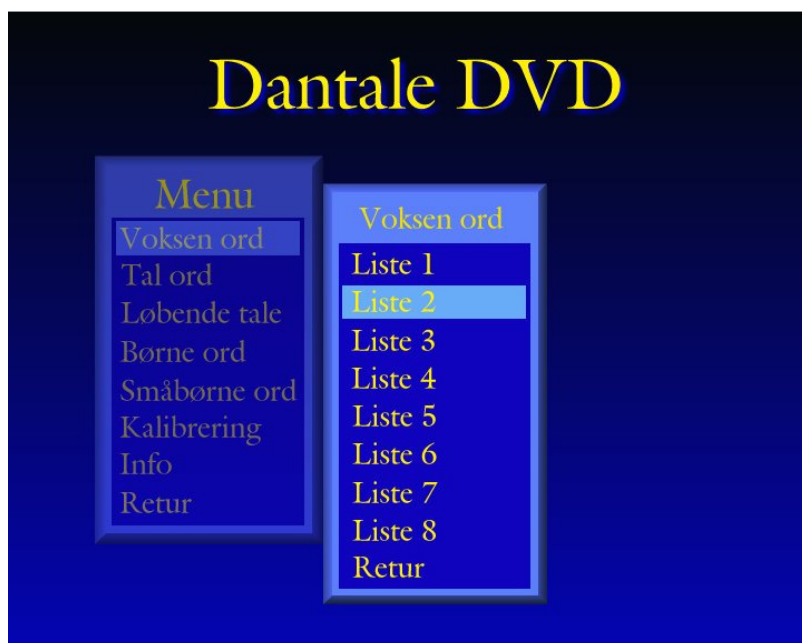 Dantale DVD
Menu
Voksen ord
Tal ord
Løbende tale
Børne ord
Småbørne ord
Kalibrering
Info
Retur
Voksen ord
Liste 1
Liste 2
Liste 3
Liste 4
Liste 5
Liste 6
Liste 7
Liste 8
Retur